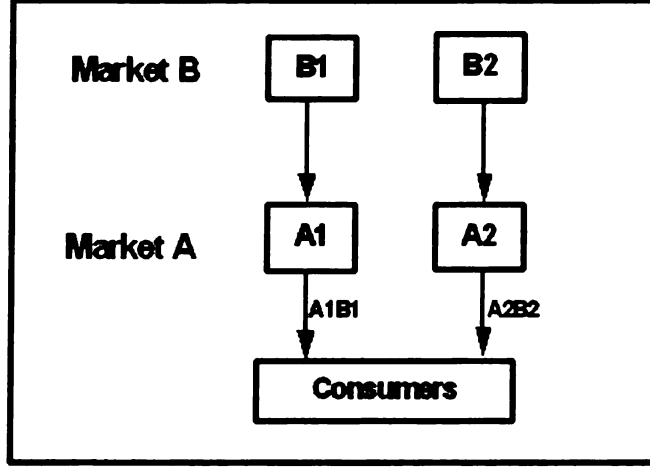 Market B B1 B2
Market A A1 A2
A1B1 A2B2
Consumers